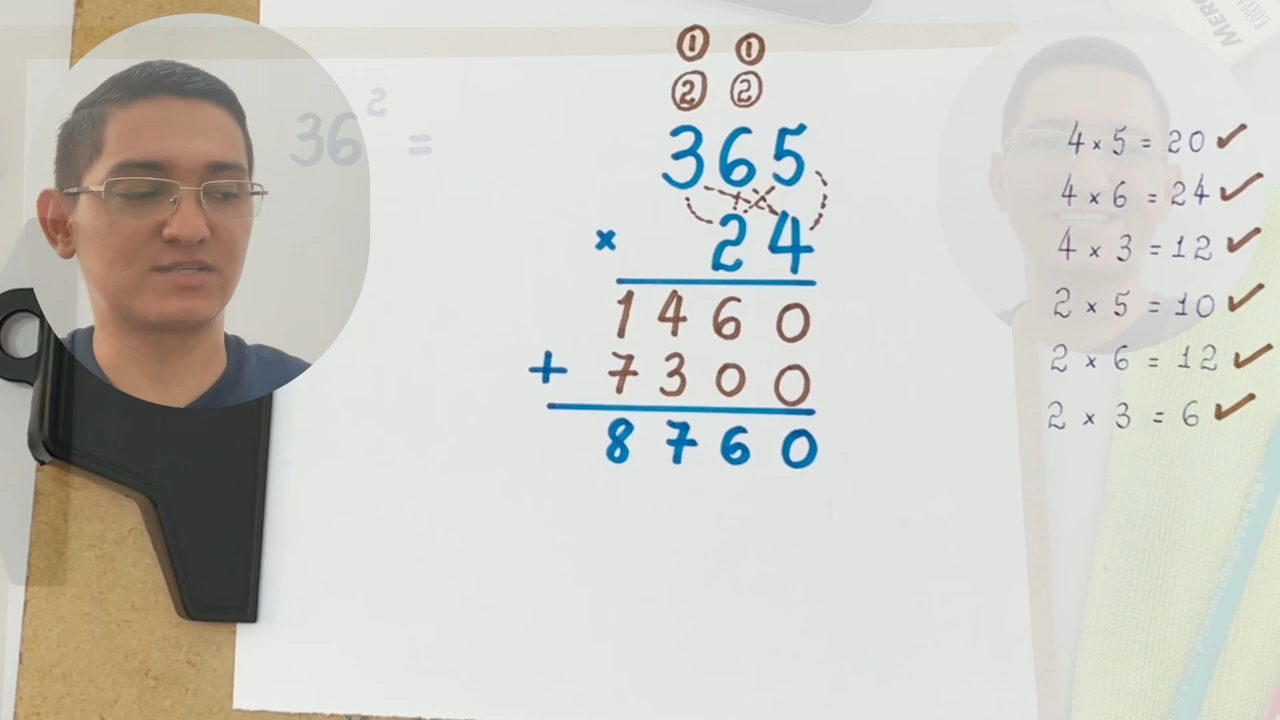 36² =
① ①
② ②
365
× 24
1460
+ 7300
8760
4 × 5 = 20 ✓
4 × 6 = 24 ✓
4 × 3 = 12 ✓
2 × 5 = 10 ✓
2 × 6 = 12 ✓
2 × 3 = 6 ✓